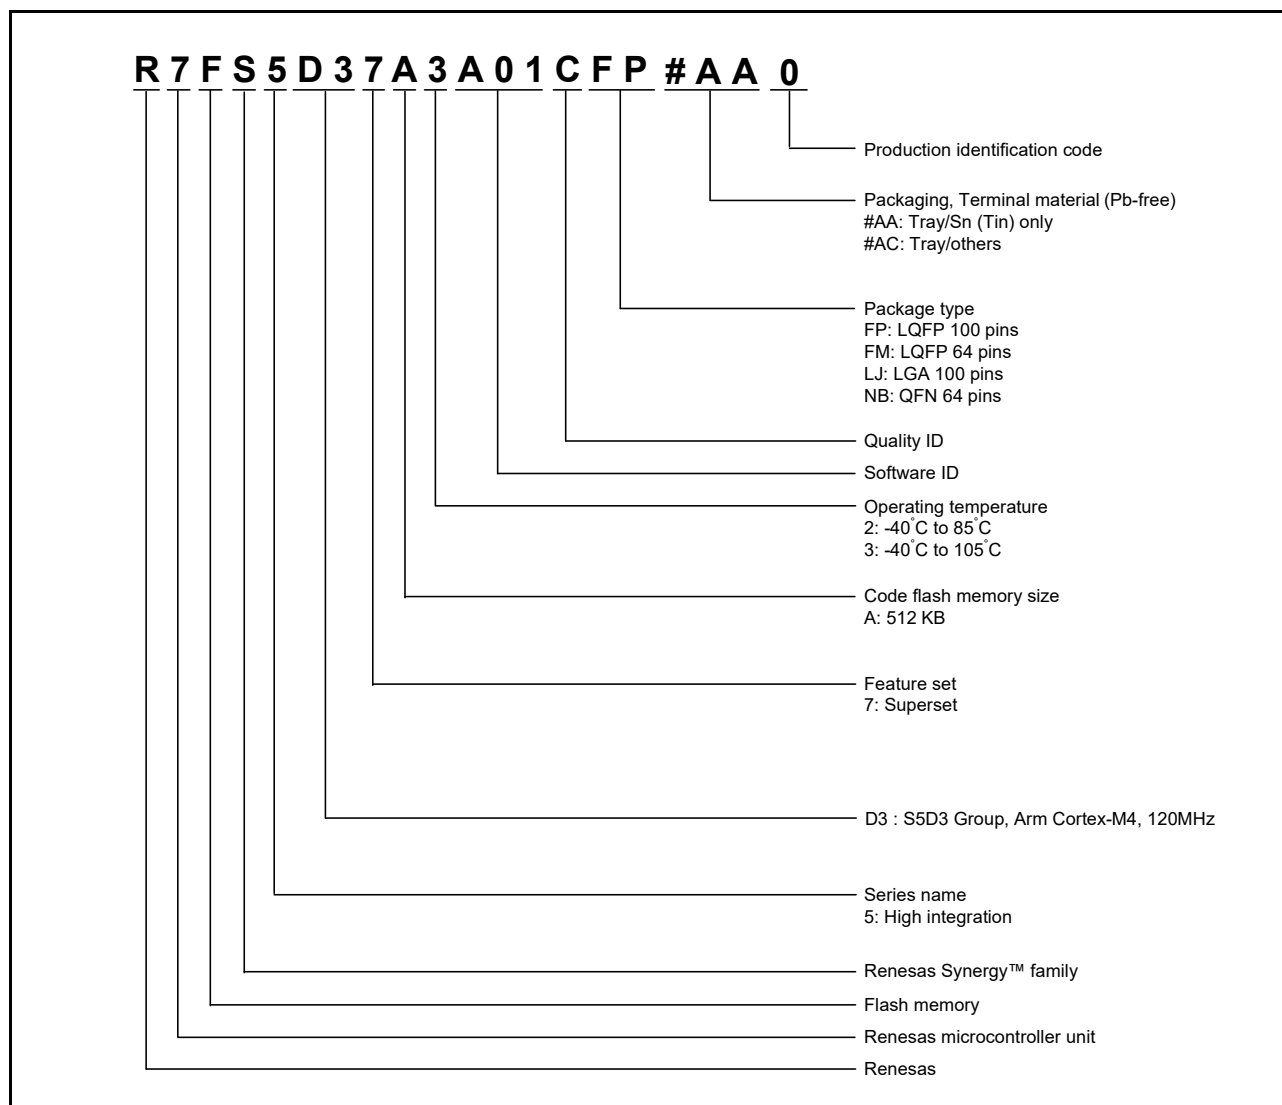 R7FS5D37A3A01CFP#AA0
Production identification code
Packaging, Terminal material (Pb-free)
#AA: Tray/Sn (Tin) only
#AC: Tray/others
Package type
FP: LQFP 100 pins
FM: LQFP 64 pins
LJ: LGA 100 pins
NB: QFN 64 pins
Quality ID
Software ID
Operating temperature
2: -40°C to 85°C
3: -40°C to 105°C
Code flash memory size
A: 512 KB
Feature set
7: Superset
D3 : S5D3 Group, Arm Cortex-M4, 120MHz
Series name
5: High integration
Renesas Synergy™ family
Flash memory
Renesas microcontroller unit
Renesas